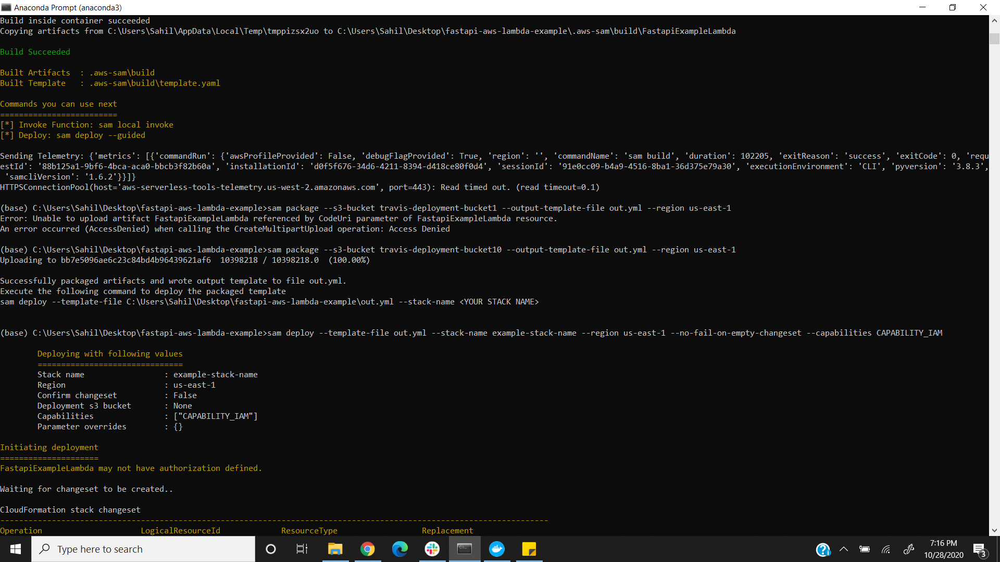 Anaconda Prompt (anaconda3)
Build inside container succeeded
Copying artifacts from C:\Users\Sahil\AppData\Local\Temp\tmppizsx2uo to C:\Users\Sahil\Desktop\fastapi-aws-lambda-example\.aws-sam\build\FastapiExampleLambda
Build Succeeded
Built Artifacts  : .aws-sam\build
Built Template   : .aws-sam\build\template.yaml
Commands you can use next
=========================
[*] Invoke Function: sam local invoke
[*] Deploy: sam deploy --guided
Sending Telemetry: {'metrics': [{'commandRun': {'awsProfileProvided': False, 'debugFlagProvided': True, 'region': '', 'commandName': 'sam build', 'duration': 102205, 'exitReason': 'success', 'exitCode': 0, 'requ
estId': '88b125a1-9bf6-4bca-aca0-bbcb3f82b60a', 'installationId': 'd0f5f676-34d6-4211-8394-d418ce80f0d4', 'sessionId': '91e0cc09-b4a9-4516-8ba1-36d375e79a30', 'executionEnvironment': 'CLI', 'pyversion': '3.8.3',
 'samcliVersion': '1.6.2'}}]}
HTTPSConnectionPool(host='aws-serverless-tools-telemetry.us-west-2.amazonaws.com', port=443): Read timed out. (read timeout=0.1)
(base) C:\Users\Sahil\Desktop\fastapi-aws-lambda-example>sam package --s3-bucket travis-deployment-bucket1 --output-template-file out.yml --region us-east-1
Error: Unable to upload artifact FastapiExampleLambda referenced by CodeUri parameter of FastapiExampleLambda resource.
An error occurred (AccessDenied) when calling the CreateMultipartUpload operation: Access Denied
(base) C:\Users\Sahil\Desktop\fastapi-aws-lambda-example>sam package --s3-bucket travis-deployment-bucket10 --output-template-file out.yml --region us-east-1
Uploading to bb7e5096ae6c23c84bd4b96439621af6  10398218 / 10398218.0  (100.00%)
Successfully packaged artifacts and wrote output template to file out.yml.
Execute the following command to deploy the packaged template
sam deploy --template-file C:\Users\Sahil\Desktop\fastapi-aws-lambda-example\out.yml --stack-name <YOUR STACK NAME>
(base) C:\Users\Sahil\Desktop\fastapi-aws-lambda-example>sam deploy --template-file out.yml --stack-name example-stack-name --region us-east-1 --no-fail-on-empty-changeset --capabilities CAPABILITY_IAM
Deploying with following values
===============================
Stack name                 : example-stack-name
Region                     : us-east-1
Confirm changeset          : False
Deployment s3 bucket       : None
Capabilities               : ["CAPABILITY_IAM"]
Parameter overrides        : {}
Initiating deployment
=====================
FastapiExampleLambda may not have authorization defined.
Waiting for changeset to be created..
CloudFormation stack changeset
---------------------------------------------------------------------------------------------------------------------
Operation                     LogicalResourceId             ResourceType                  Replacement
Type here to search
7:16 PM
10/28/2020
3